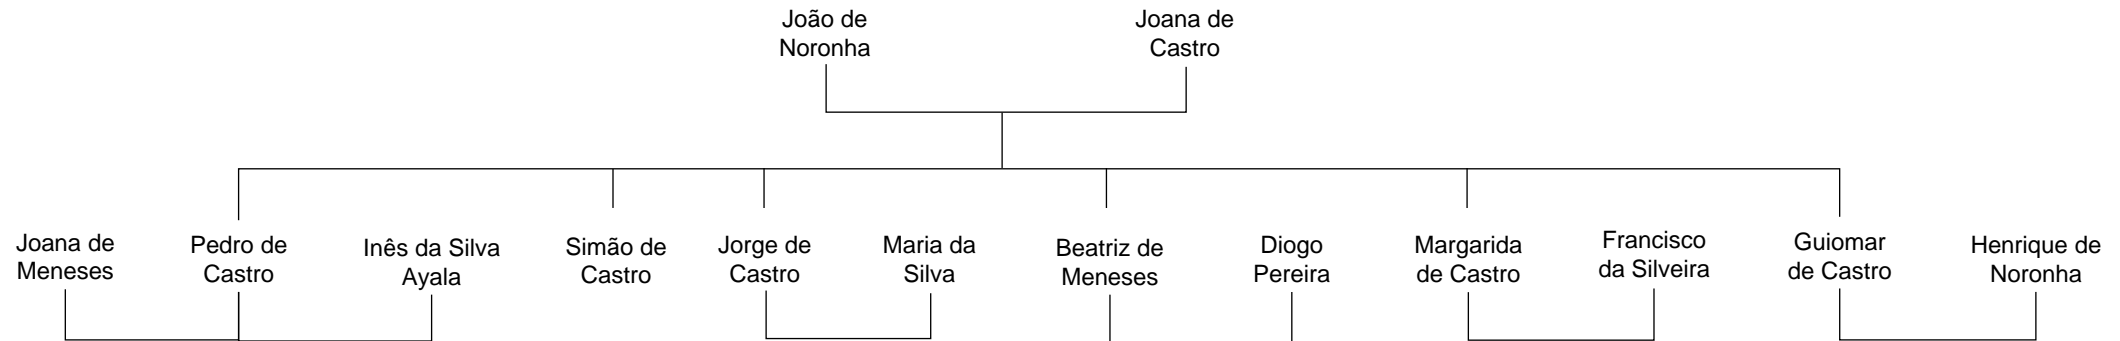 João de
Noronha
Joana de
Castro
Joana de
Meneses
Pedro de
Castro
Inês da Silva
Ayala
Simão de
Castro
Jorge de
Castro
Maria da
Silva
Beatriz de
Meneses
Diogo
Pereira
Margarida
de Castro
Francisco
da Silveira
Guiomar
de Castro
Henrique de
Noronha